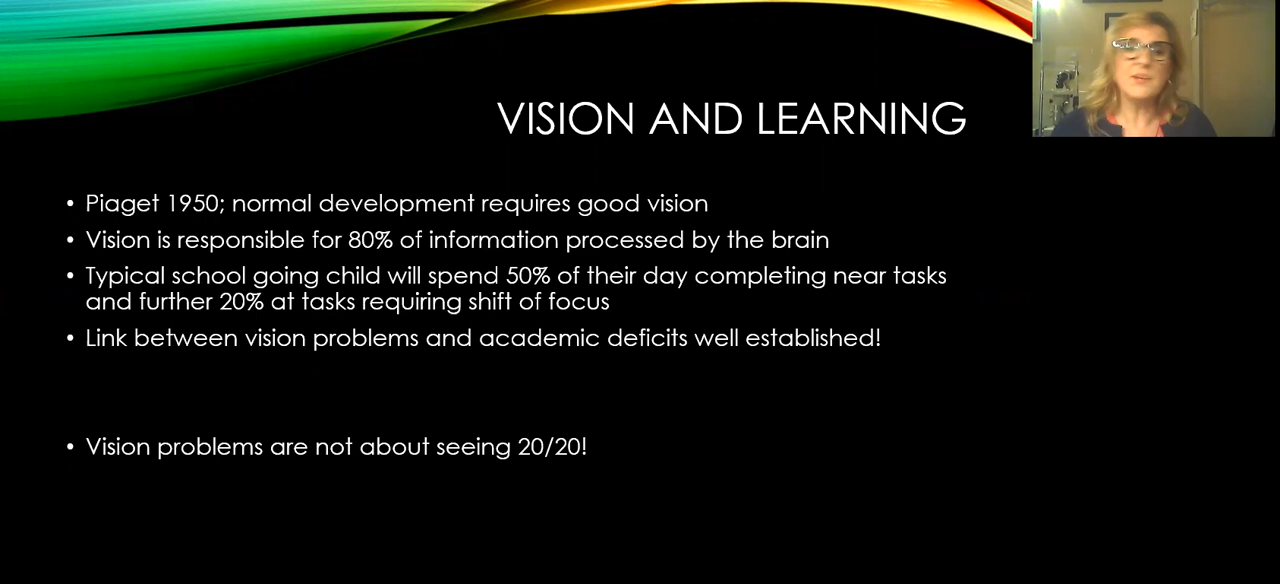 VISION AND LEARNING
• Piaget 1950; normal development requires good vision
• Vision is responsible for 80% of information processed by the brain
• Typical school going child will spend 50% of their day completing near tasks
and further 20% at tasks requiring shift of focus
• Link between vision problems and academic deficits well established!
• Vision problems are not about seeing 20/20!